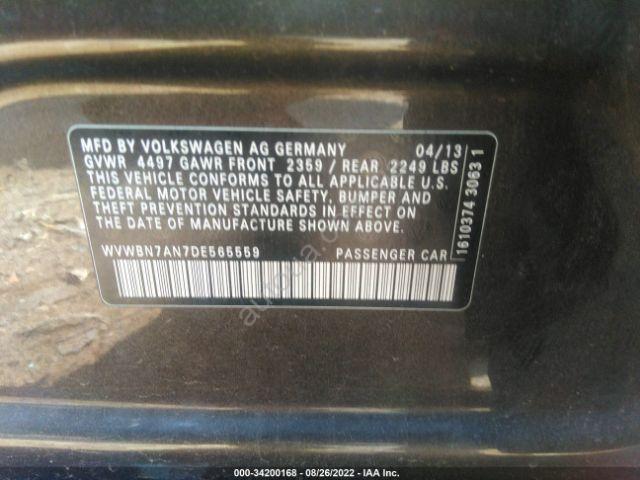 MFD BY VOLKSWAGEN AG GERMANY 04/13
GVWR 4497 GAWR FRONT 2359 / REAR 2249 LBS
THIS VEHICLE CONFORMS TO ALL APPLICABLE U.S.
FEDERAL MOTOR VEHICLE SAFETY, BUMPER AND
THEFT PREVENTION STANDARDS IN EFFECT ON THE
DATE OF MANUFACTURE SHOWN ABOVE.
WVWBN7AN7DE565559 PASSENGER CAR
1610374 3063 1
000-34200168 - 08/26/2022 - IAA Inc.